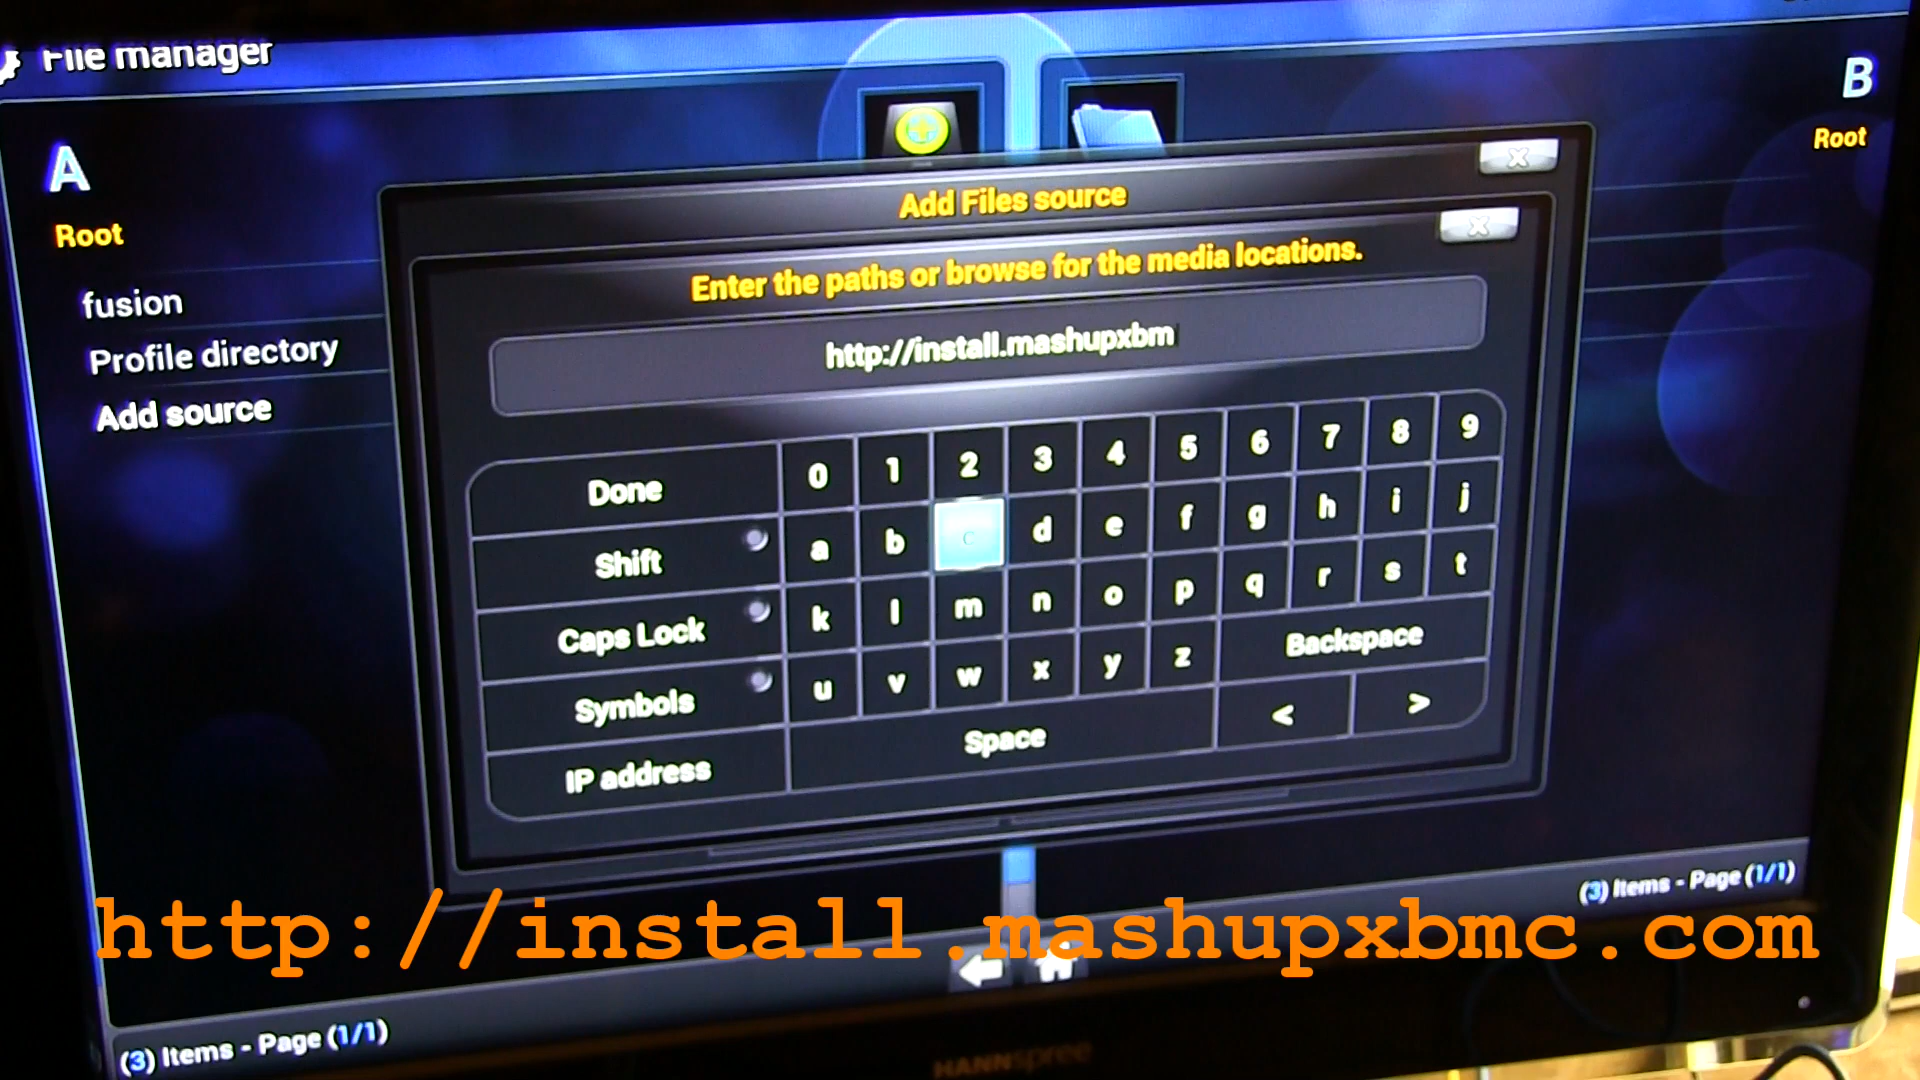 File manager
A
B
Root
Root
fusion
Profile directory
Add source
Add Files source
x
x
Enter the paths or browse for the media locations.
http://install.mashupxbm
Done 0 1 2 3 4 5 6 7 8 9
Shift a b c d e f g h i j
Caps Lock k l m n o p q r s t
Symbols u v w x y z Backspace
IP address Space < >
(3) Items - Page (1/1)
http://install.mashupxbmc.com
(3) Items - Page (1/1)
HANNspree